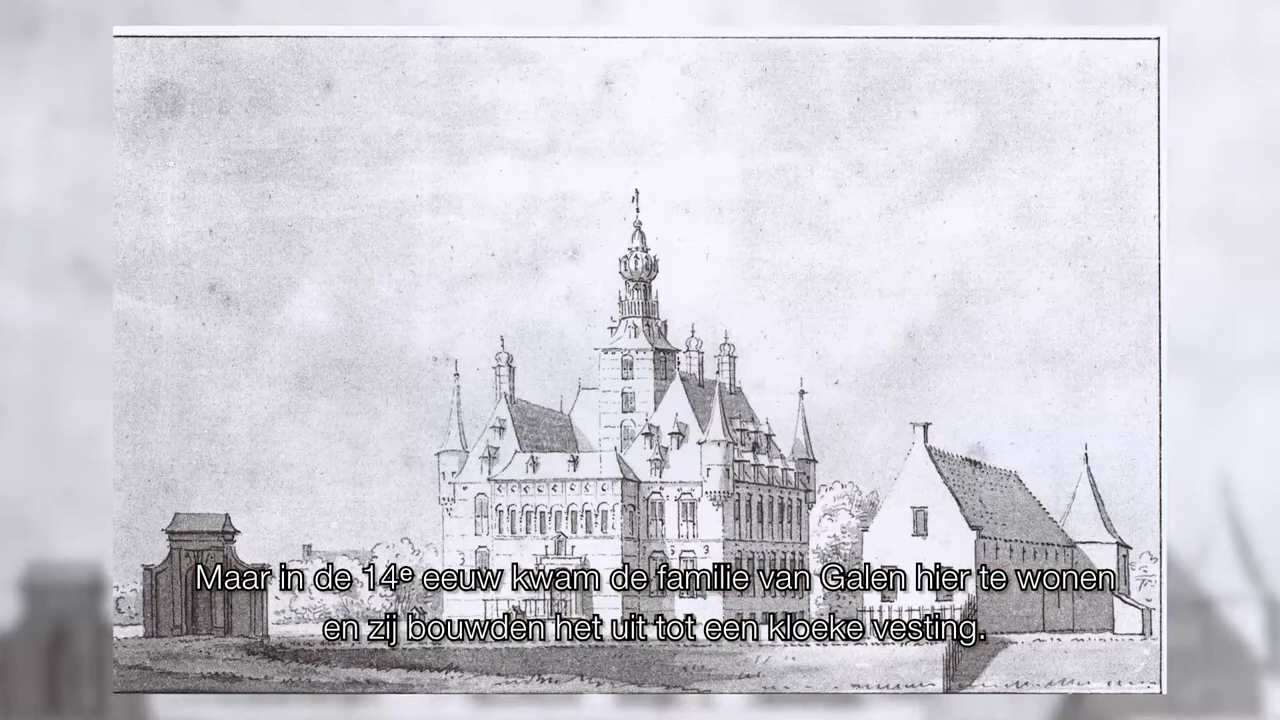 Maar in de 14e eeuw kwam de familie van Galen hier te wonen
en zij bouwden het uit tot een kloeke vesting.